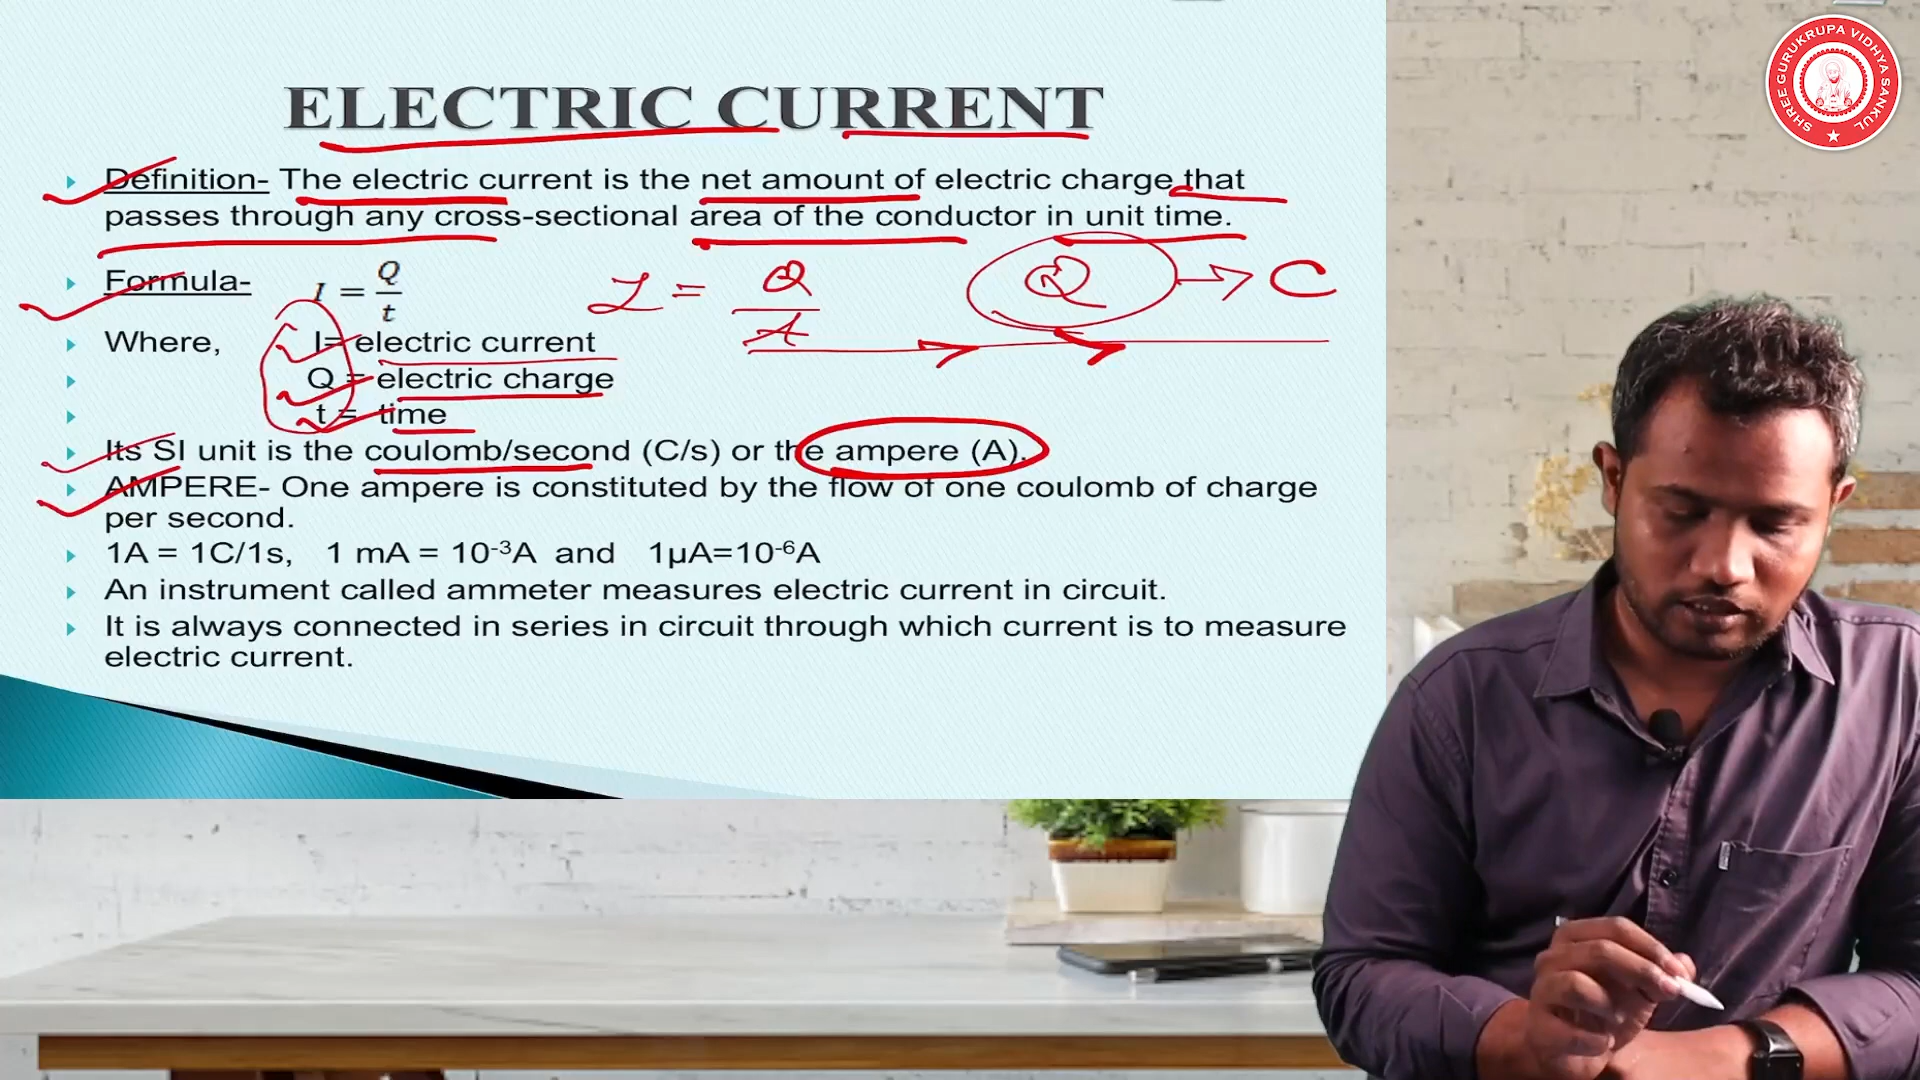 SHREE GURUKRUPA VIDHYA SANKUL
ELECTRIC CURRENT
Definition- The electric current is the net amount of electric charge that
passes through any cross-sectional area of the conductor in unit time.
Formula- I = Q/t
I = Q
Q → C
Where, I= electric current
Q = electric charge
t = time
Its SI unit is the coulomb/second (C/s) or the ampere (A).
AMPERE- One ampere is constituted by the flow of one coulomb of charge
per second.
1A = 1C/1s, 1 mA = 10⁻³A and 1µA=10⁻⁶A
An instrument called ammeter measures electric current in circuit.
It is always connected in series in circuit through which current is to measure
electric current.